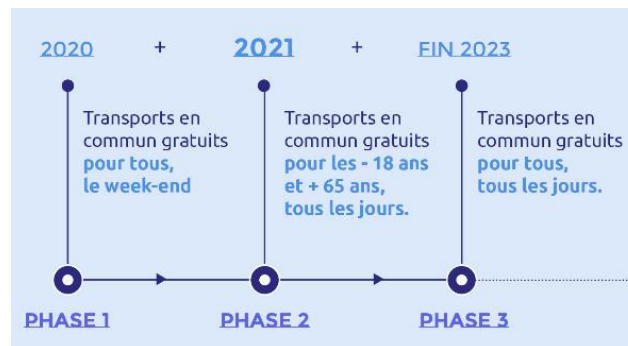 2020 + 2021 + FIN 2023
Transports en
commun gratuits
pour tous,
le week-end
Transports en
commun gratuits
pour les - 18 ans
et + 65 ans,
tous les jours.
Transports en
commun gratuits
pour tous,
tous les jours.
PHASE 1
PHASE 2
PHASE 3